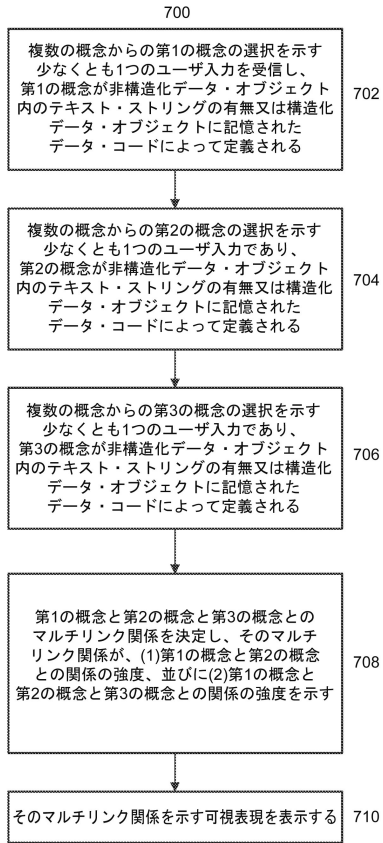 700
複数の概念からの第1の概念の選択を示す
少なくとも1つのユーザ入力を受信し、
第1の概念が非構造化データ・オブジェクト
内のテキスト・ストリングの有無又は構造化
データ・オブジェクトに記憶された
データ・コードによって定義される
702
複数の概念からの第2の概念の選択を示す
少なくとも1つのユーザ入力であり、
第2の概念が非構造化データ・オブジェクト
内のテキスト・ストリングの有無又は構造化
データ・オブジェクトに記憶された
データ・コードによって定義される
704
複数の概念からの第3の概念の選択を示す
少なくとも1つのユーザ入力であり、
第3の概念が非構造化データ・オブジェクト
内のテキスト・ストリングの有無又は構造化
データ・オブジェクトに記憶された
データ・コードによって定義される
706
第1の概念と第2の概念と第3の概念との
マルチリンク関係を決定し、そのマルチ
リンク関係が、(1)第1の概念と第2の概念
との関係の強度、並びに(2)第1の概念と
第2の概念と第3の概念との関係の強度を示す
708
そのマルチリンク関係を示す可視表現を表示する
710